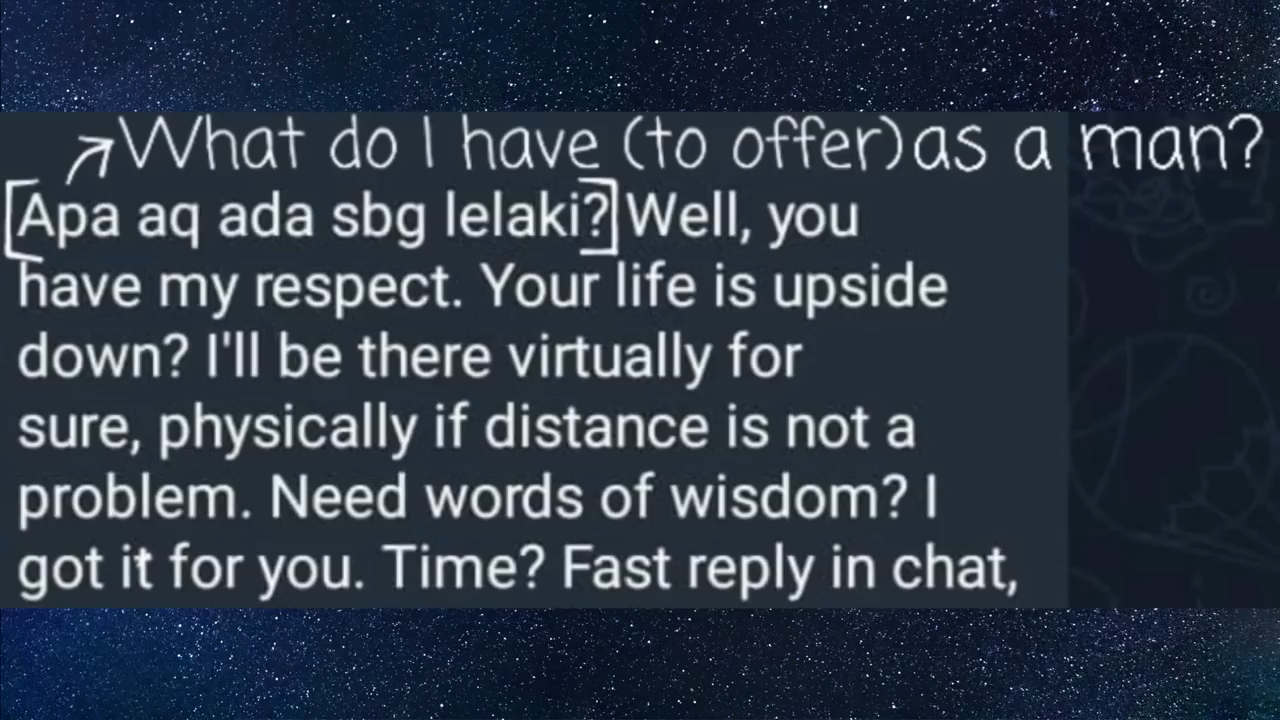 What do I have (to offer) as a man?
Apa aq ada sbg lelaki? Well, you
have my respect. Your life is upside
down? I'll be there virtually for
sure, physically if distance is not a
problem. Need words of wisdom? I
got it for you. Time? Fast reply in chat,